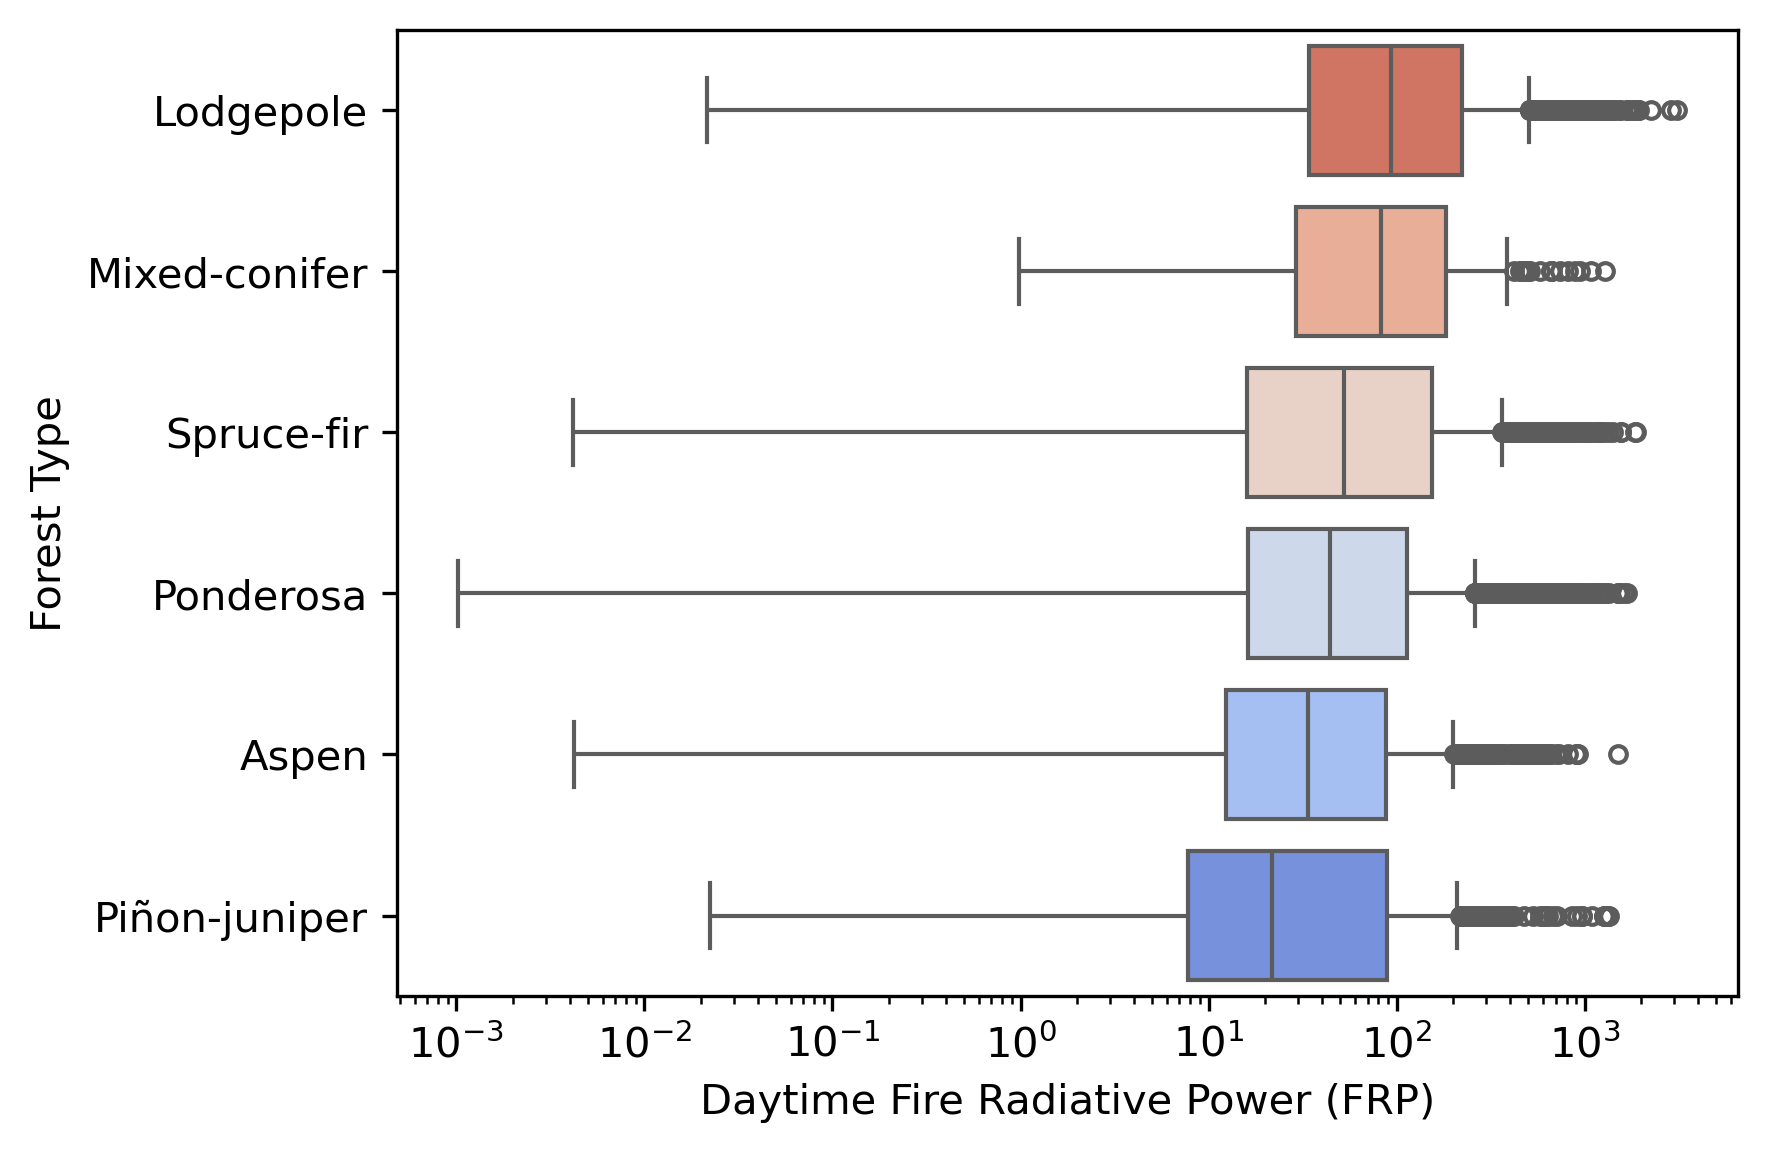 Lodgepole
Mixed-conifer
Spruce-fir
Ponderosa
Aspen
Piñon-juniper
Forest Type
10⁻³ 10⁻² 10⁻¹ 10⁰ 10¹ 10² 10³
Daytime Fire Radiative Power (FRP)